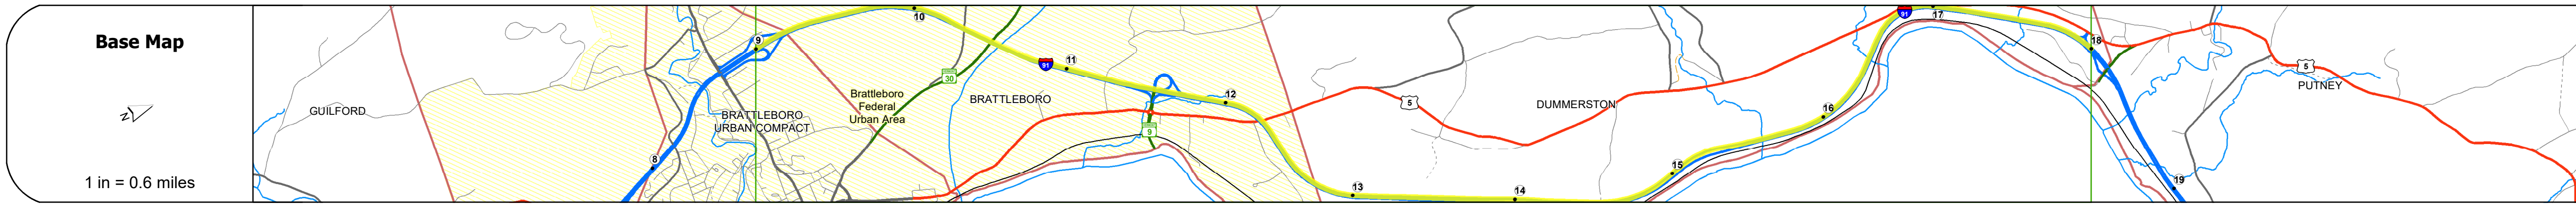 Base Map
N
1 in = 0.6 miles
GUILFORD
8
9
BRATTLEBORO
URBAN COMPACT
Brattleboro
Federal
Urban Area
10
30
91
11
BRATTLEBORO
9
12
13
5
14
DUMMERSTON
15
16
91
17
18
19
5
PUTNEY